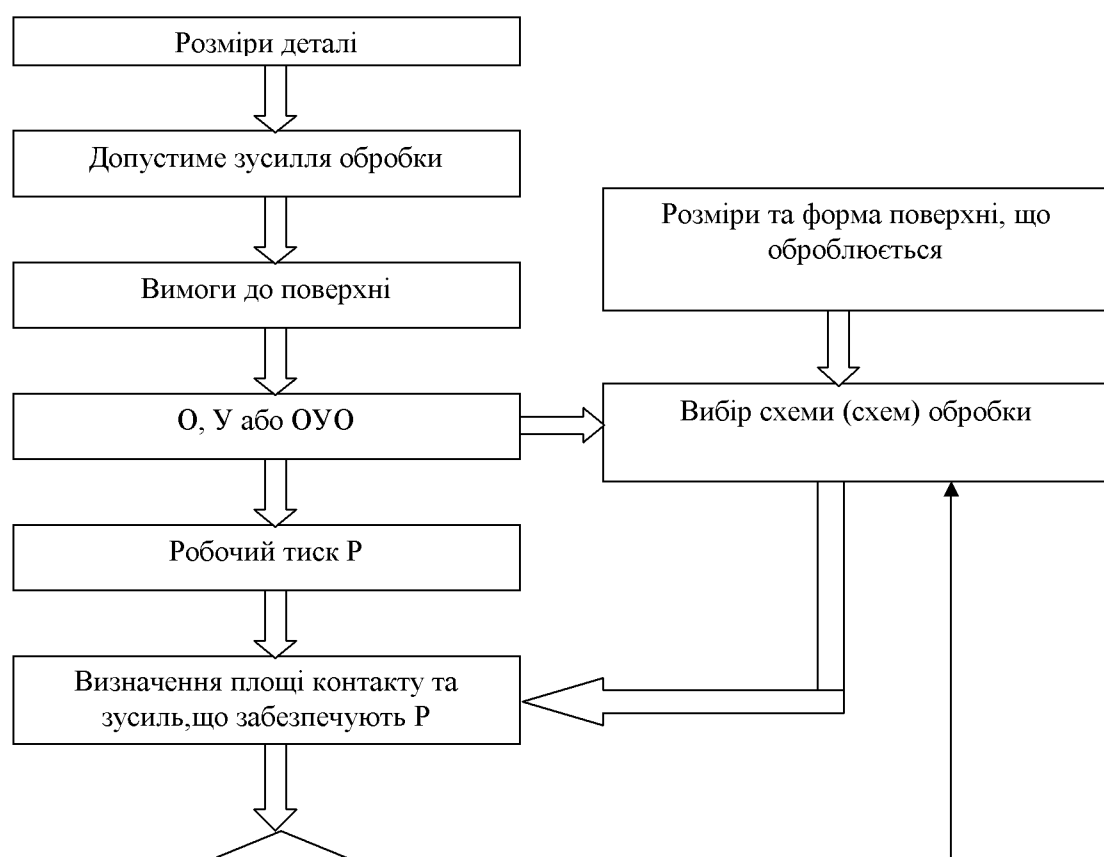 Розміри деталі
Допустиме зусилля обробки
Розміри та форма поверхні, що
оброблюється
Вимоги до поверхні
О, У або ОУО
Вибір схеми (схем) обробки
Робочий тиск Р
Визначення площі контакту та
зусиль,що забезпечують Р